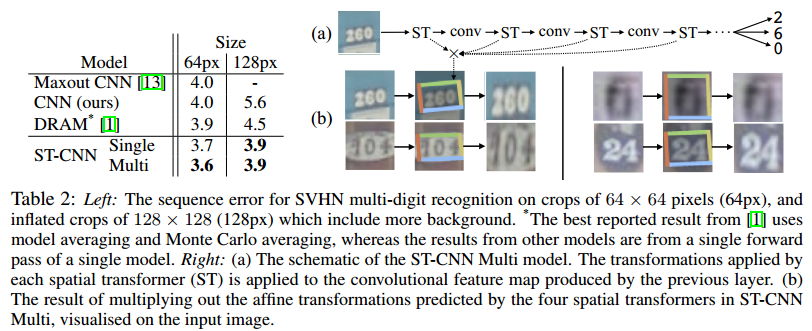 Size
Model 64px 128px
Maxout CNN [13] 4.0 -
CNN (ours) 4.0 5.6
DRAM* [1] 3.9 4.5
ST-CNN Single 3.7 3.9
Multi 3.6 3.9
(a) 260 ST conv ST conv ST conv ST ... 2
6
0
×
(b) 260 260 260
104 104 104
24 24 24
Table 2: Left: The sequence error for SVHN multi-digit recognition on crops of 64 × 64 pixels (64px), and
inflated crops of 128 × 128 (128px) which include more background. *The best reported result from [1] uses
model averaging and Monte Carlo averaging, whereas the results from other models are from a single forward
pass of a single model. Right: (a) The schematic of the ST-CNN Multi model. The transformations applied by
each spatial transformer (ST) is applied to the convolutional feature map produced by the previous layer. (b)
The result of multiplying out the affine transformations predicted by the four spatial transformers in ST-CNN
Multi, visualised on the input image.